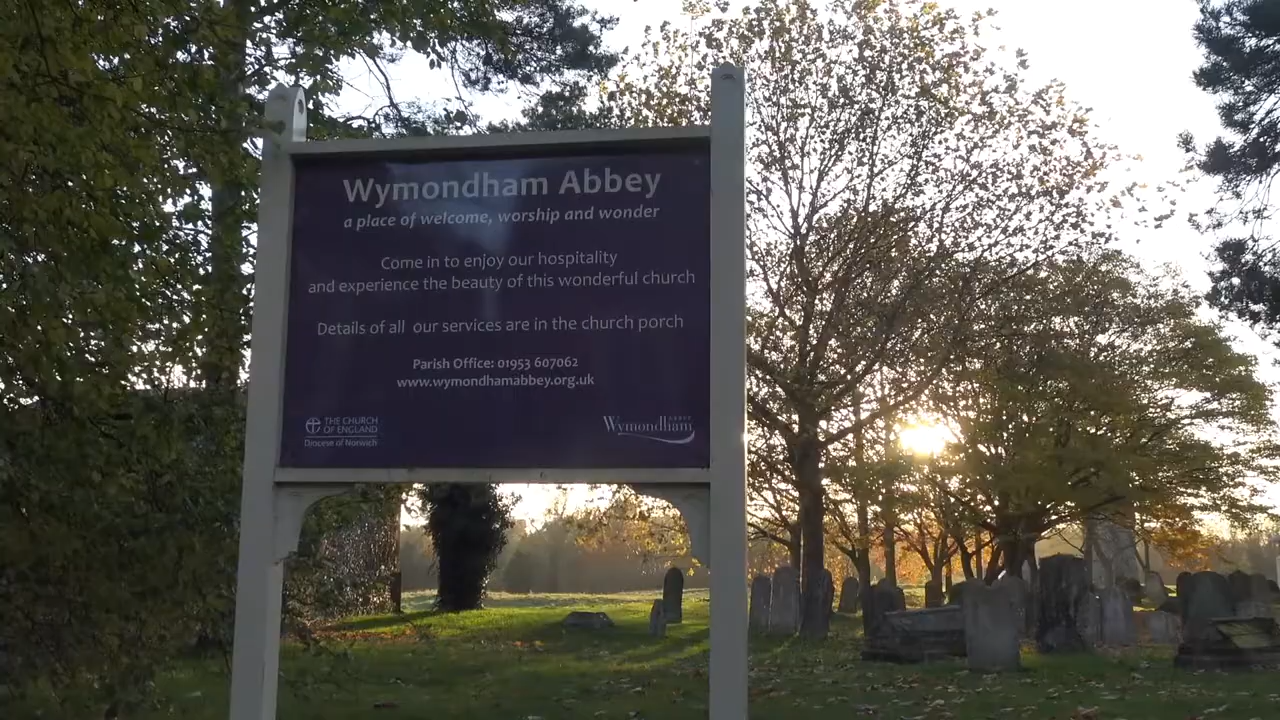 Wymondham Abbey
a place of welcome, worship and wonder
Come in to enjoy our hospitality
and experience the beauty of this wonderful church
Details of all our services are in the church porch
Parish Office: 01953 607062
www.wymondhamabbey.org.uk
THE CHURCH
OF ENGLAND
Diocese of Norwich
ABBEY
Wymondham